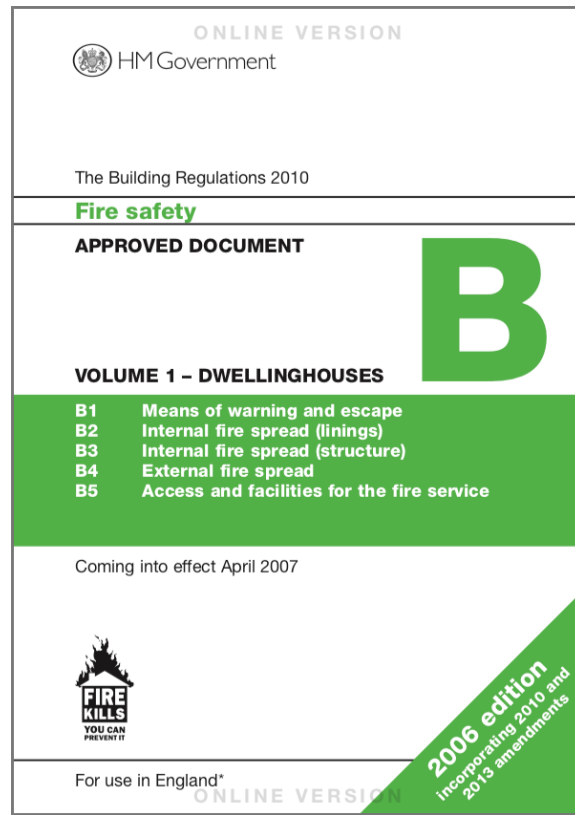 ONLINE VERSION
HM Government
The Building Regulations 2010
Fire safety
APPROVED DOCUMENT
B
VOLUME 1 – DWELLINGHOUSES
B1 Means of warning and escape
B2 Internal fire spread (linings)
B3 Internal fire spread (structure)
B4 External fire spread
B5 Access and facilities for the fire service
Coming into effect April 2007
FIRE
KILLS
YOU CAN
PREVENT IT
2006 edition
incorporating 2010 and
2013 amendments
For use in England*
ONLINE VERSION